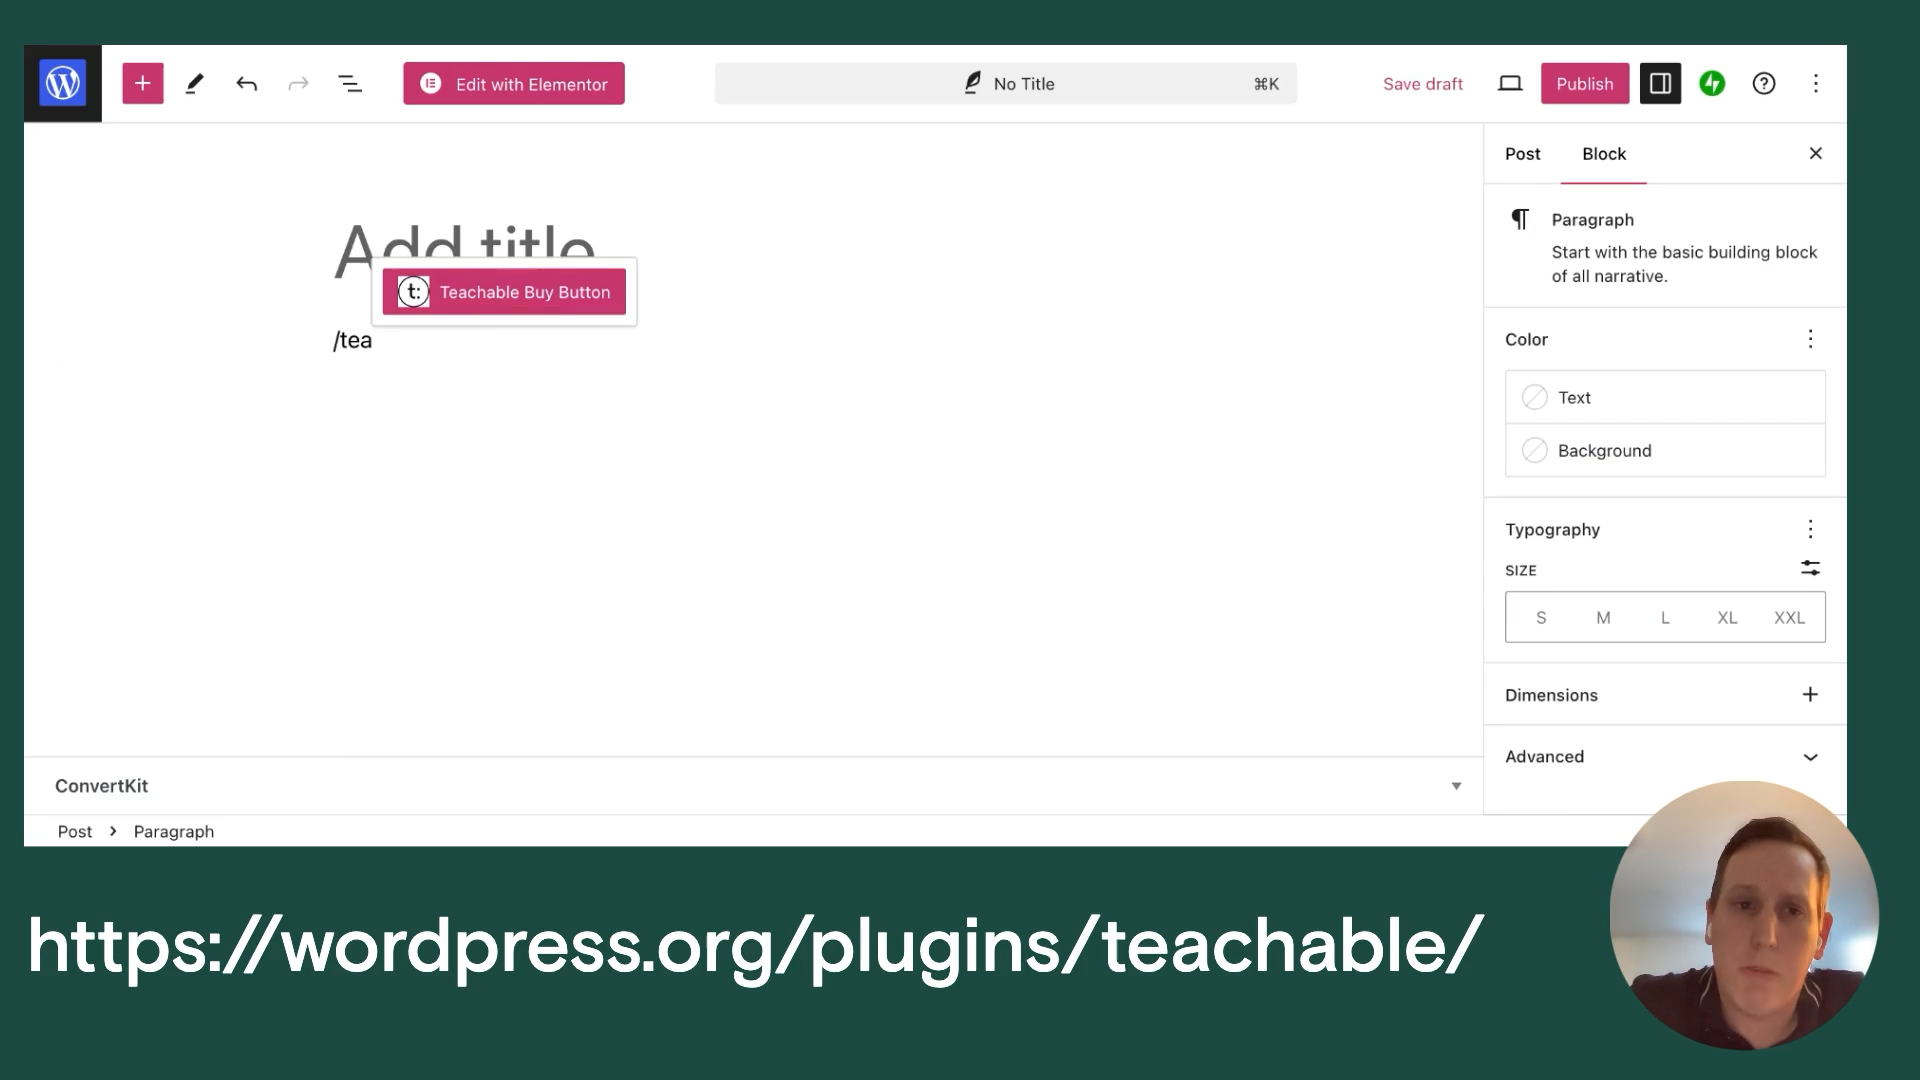 Edit with Elementor
No Title
⌘K
Save draft
Publish
Post
Block
Add title
t: Teachable Buy Button
/tea
Paragraph
Start with the basic building block
of all narrative.
Color
Text
Background
Typography
SIZE
S M L XL XXL
Dimensions
Advanced
ConvertKit
Post > Paragraph
https://wordpress.org/plugins/teachable/